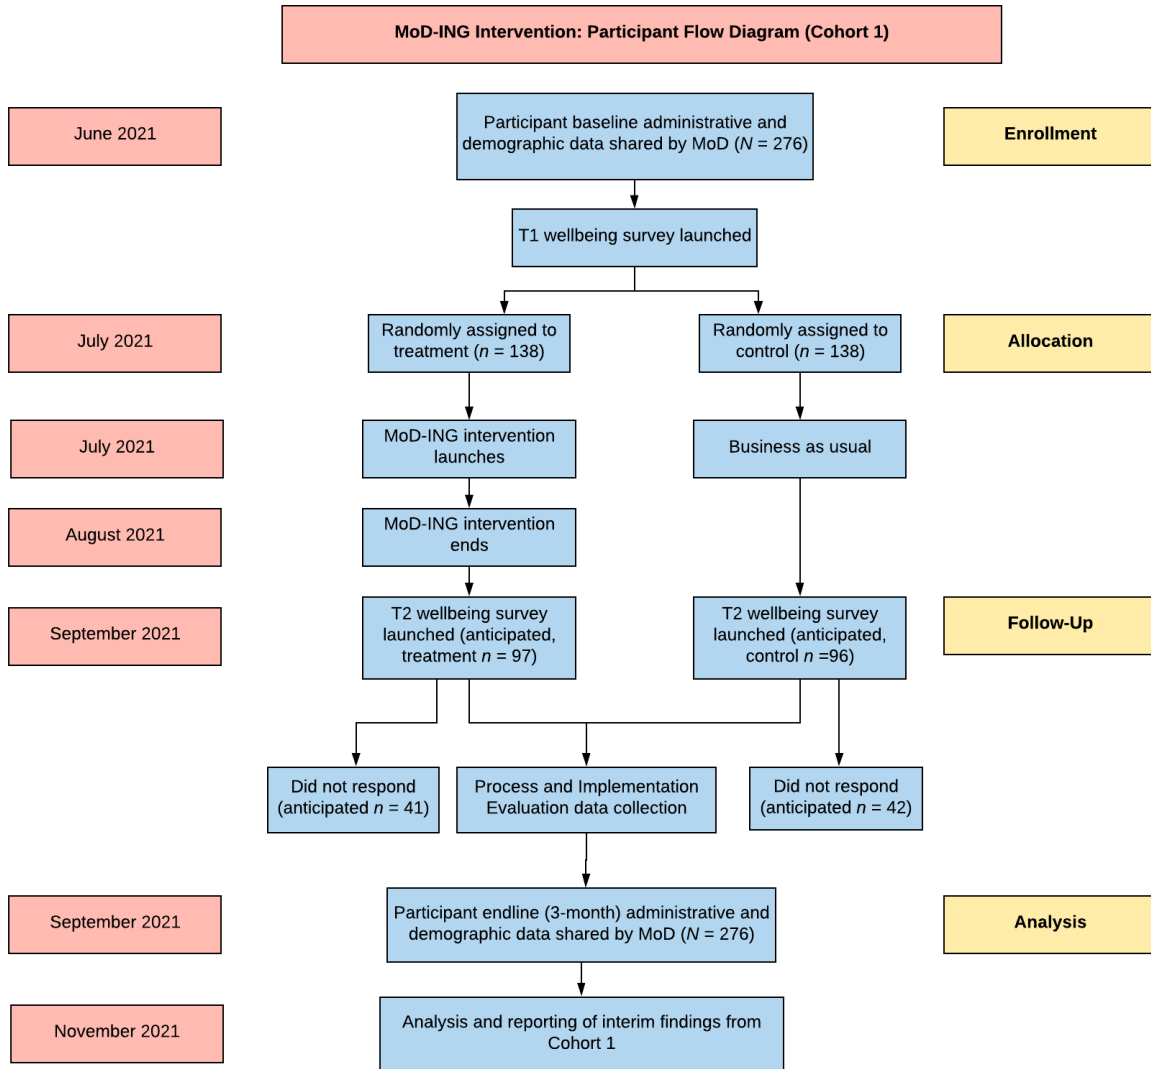 MoD-ING Intervention: Participant Flow Diagram (Cohort 1)
June 2021
Participant baseline administrative and
demographic data shared by MoD (N = 276)
Enrollment
T1 wellbeing survey launched
July 2021
Randomly assigned to
treatment (n = 138)
Randomly assigned to
control (n = 138)
Allocation
July 2021
MoD-ING intervention
launches
Business as usual
August 2021
MoD-ING intervention
ends
September 2021
T2 wellbeing survey
launched (anticipated,
treatment n = 97)
T2 wellbeing survey
launched (anticipated,
control n =96)
Follow-Up
Did not respond
(anticipated n = 41)
Process and Implementation
Evaluation data collection
Did not respond
(anticipated n = 42)
September 2021
Participant endline (3-month) administrative and
demographic data shared by MoD (N = 276)
Analysis
November 2021
Analysis and reporting of interim findings from
Cohort 1